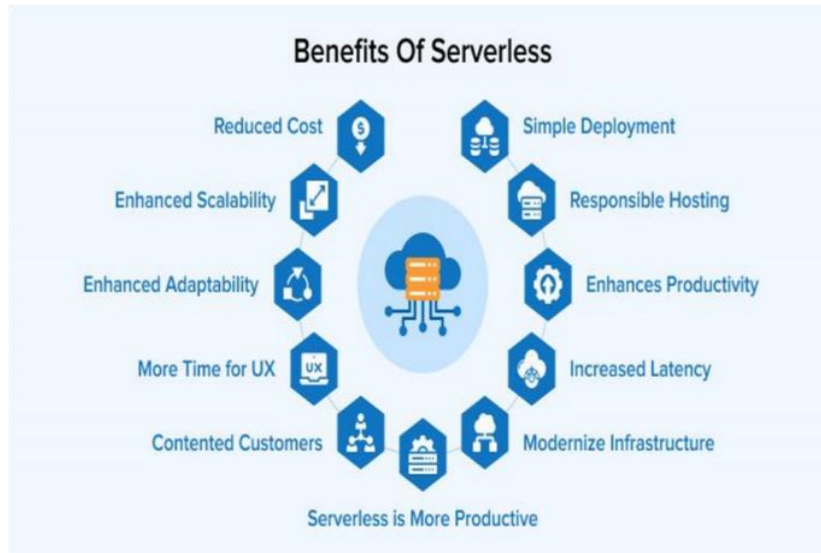 Benefits Of Serverless
Reduced Cost
Simple Deployment
Enhanced Scalability
Responsible Hosting
Enhanced Adaptability
Enhances Productivity
More Time for UX
UX
Increased Latency
Contented Customers
Modernize Infrastructure
Serverless is More Productive